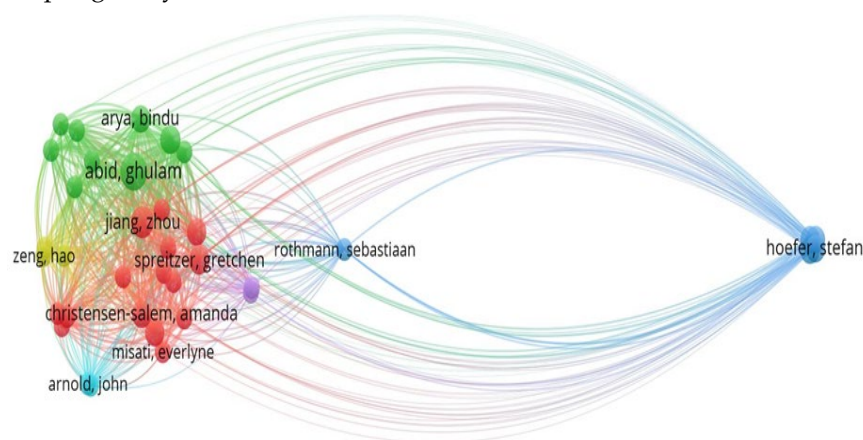 arya, bindu
abid, ghulam
jiang, zhou
zeng, hao
spreitzer, gretchen
rothmann, sebastiaan
hoefer, stefan
christensen-salem, amanda
misati, everlyne
arnold, john